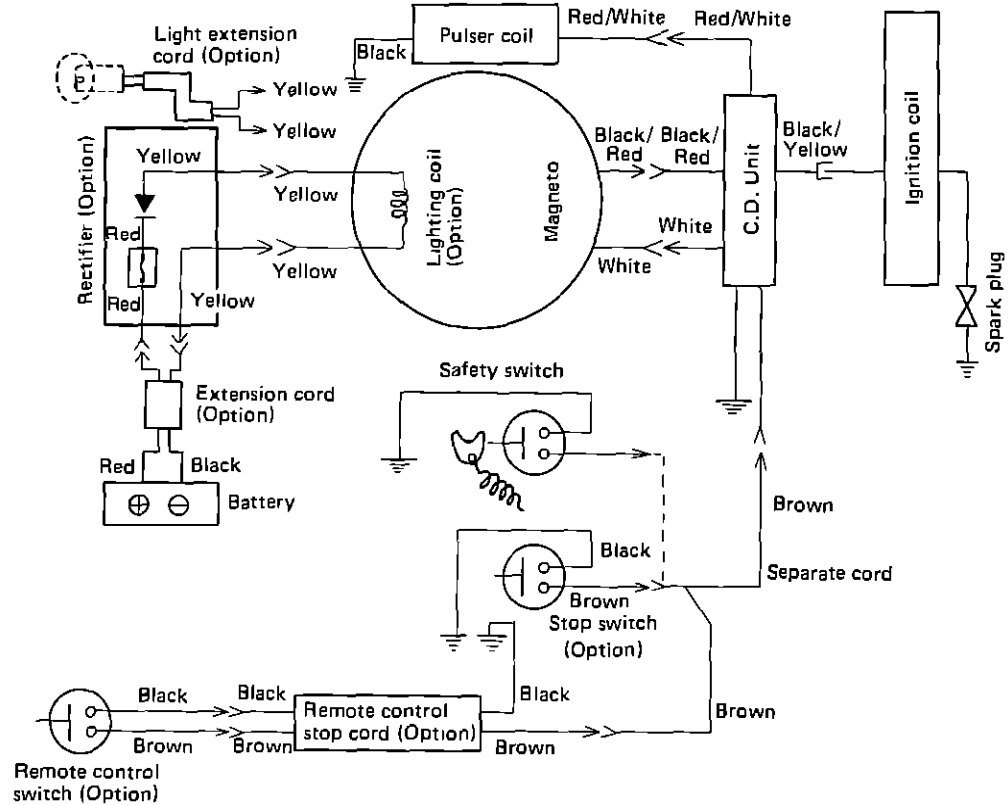 Red/White
Red/White
Light extension
cord (Option)
Black
Pulser coil
Yellow
Yellow
Rectifier (Option)
Yellow
Yellow
Red
Red
Yellow
Yellow
Lighting coil
(Option)
Magneto
Black/
Red
Black/
Red
White
White
C.D. Unit
Black/
Yellow
Ignition coil
Spark plug
Extension cord
(Option)
Red
Black
⊕ ⊖
Battery
Safety switch
Brown
Black
Brown
Separate cord
Stop switch
(Option)
Black
Black
Black
Remote control
stop cord (Option)
Brown
Brown
Brown
Brown
Remote control
switch (Option)